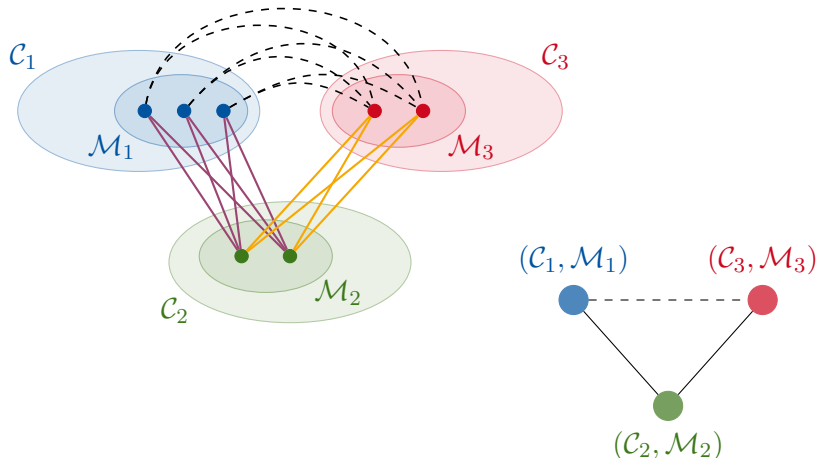 𝒞₁
𝒞₃
ℳ₁
ℳ₃
ℳ₂
𝒞₂
(𝒞₁, ℳ₁)
(𝒞₃, ℳ₃)
(𝒞₂, ℳ₂)